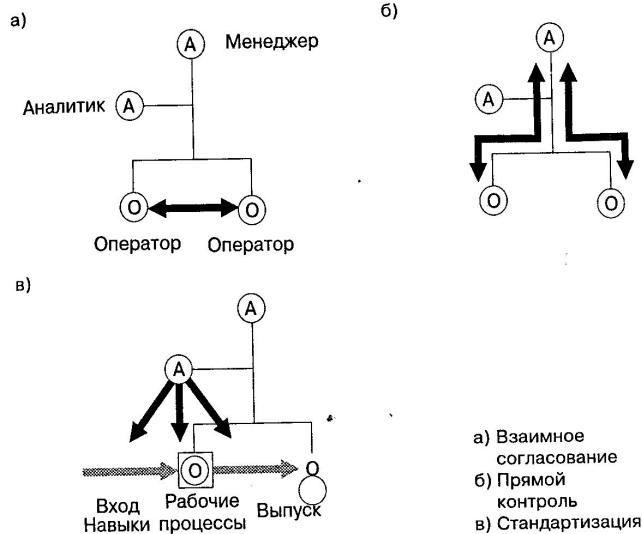 а)
А Менеджер
Аналитик А
О О
Оператор Оператор
б)
А
А
О О
в)
А
А
О О
Вход Рабочие Выпуск
Навыки процессы
а) Взаимное
согласование
б) Прямой
контроль
в) Стандартизация